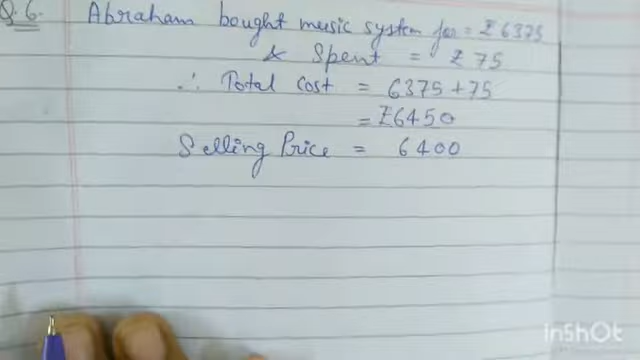 Q.6. Abraham bought music system for = ₹6375
& Spent = ₹75
∴ Total cost = 6375+75
= ₹6450
Selling Price = 6400
InShOt